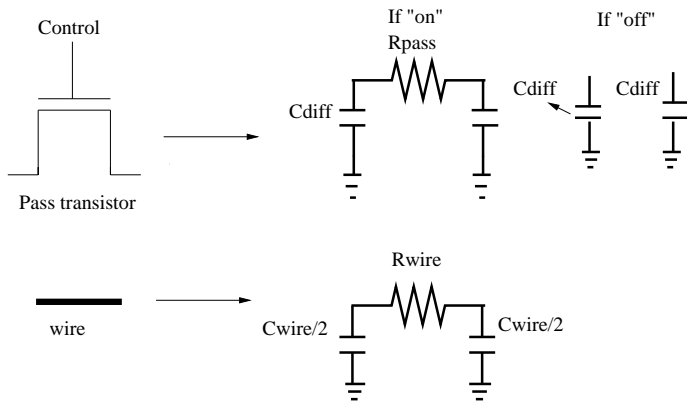 Control
If "on"
Rpass
If "off"
Cdiff
Cdiff
Cdiff
Pass transistor
Rwire
wire
Cwire/2
Cwire/2